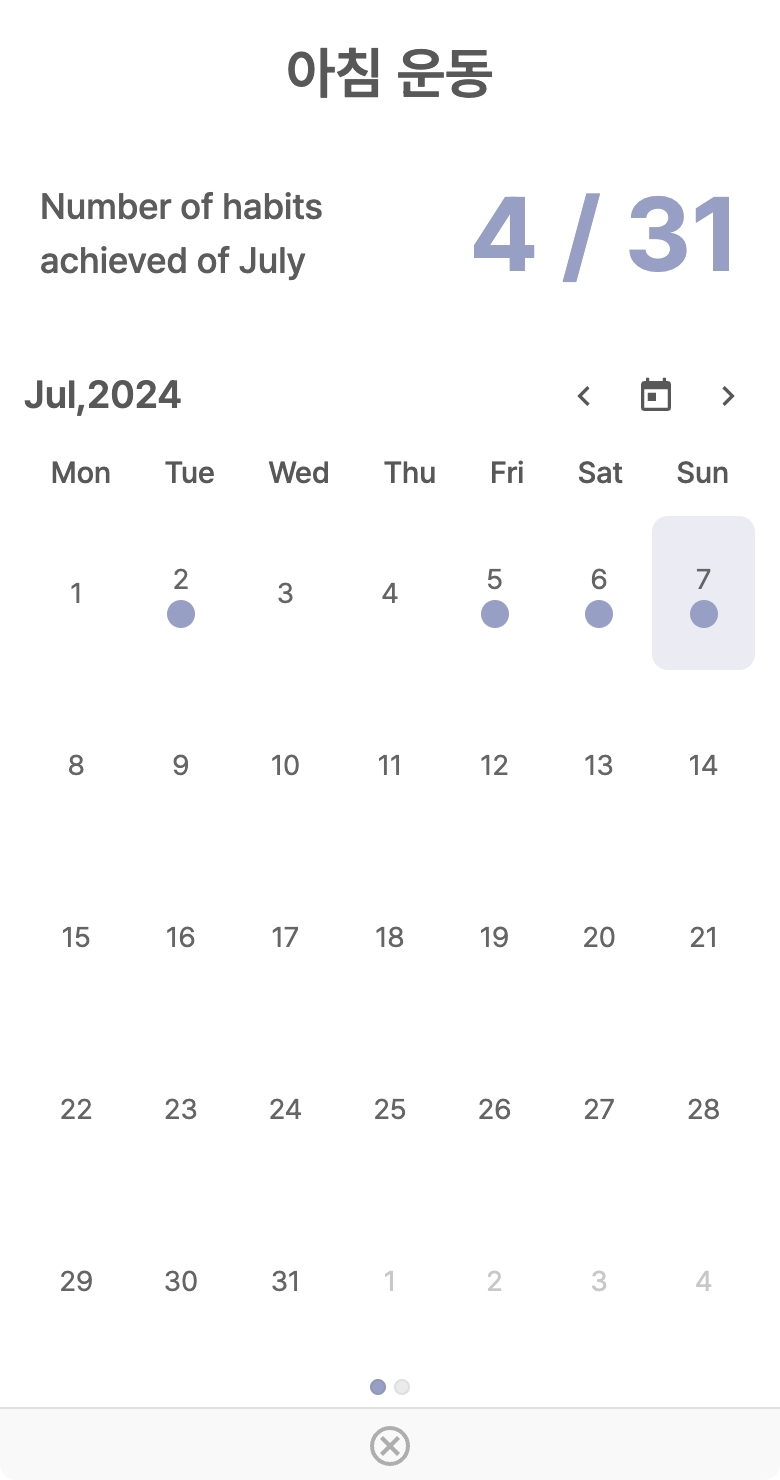 아침 운동
Number of habits
achieved of July
4 / 31
Jul,2024
Mon Tue Wed Thu Fri Sat Sun
1 2 3 4 5 6 7
8 9 10 11 12 13 14
15 16 17 18 19 20 21
22 23 24 25 26 27 28
29 30 31 1 2 3 4